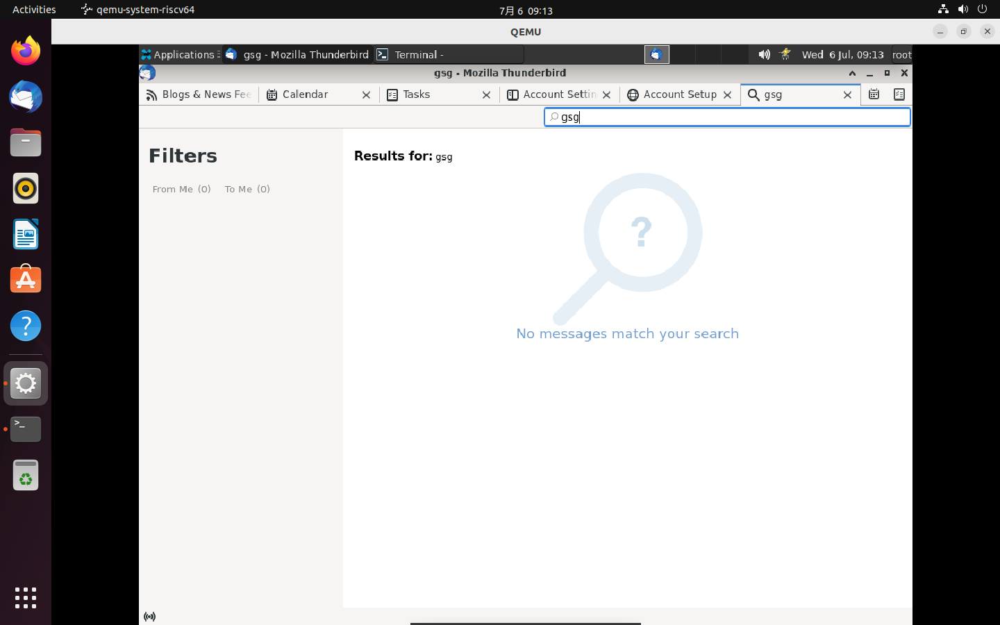 Activities
qemu-system-riscv64
7月 6 09:13
QEMU
Applications
gsg - Mozilla Thunderbird
Terminal -
Wed 6 Jul, 09:13
root
gsg - Mozilla Thunderbird
Blogs & News Fee
Calendar
Tasks
Account Settin
Account Setup
gsg
gsg
Filters
From Me (0)
To Me (0)
Results for: gsg
?
No messages match your search